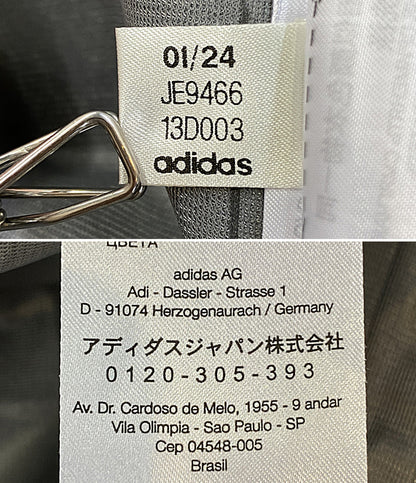 01/24
JE9466
13D003
adidas
ЦВЕТА
adidas AG
Adi - Dassler - Strasse 1
D - 91074 Herzogenaurach / Germany
アディダスジャパン株式会社
0120-305-393
Av. Dr. Cardoso de Melo, 1955 - 9 andar
Vila Olimpia - Sao Paulo - SP
Cep 04548-005
Brasil